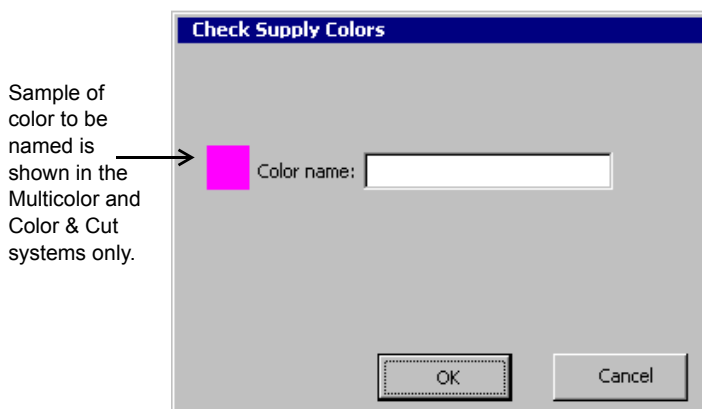 Check Supply Colors
Sample of
color to be
named is
shown in the
Multicolor and
Color & Cut
systems only.
Color name:
OK Cancel